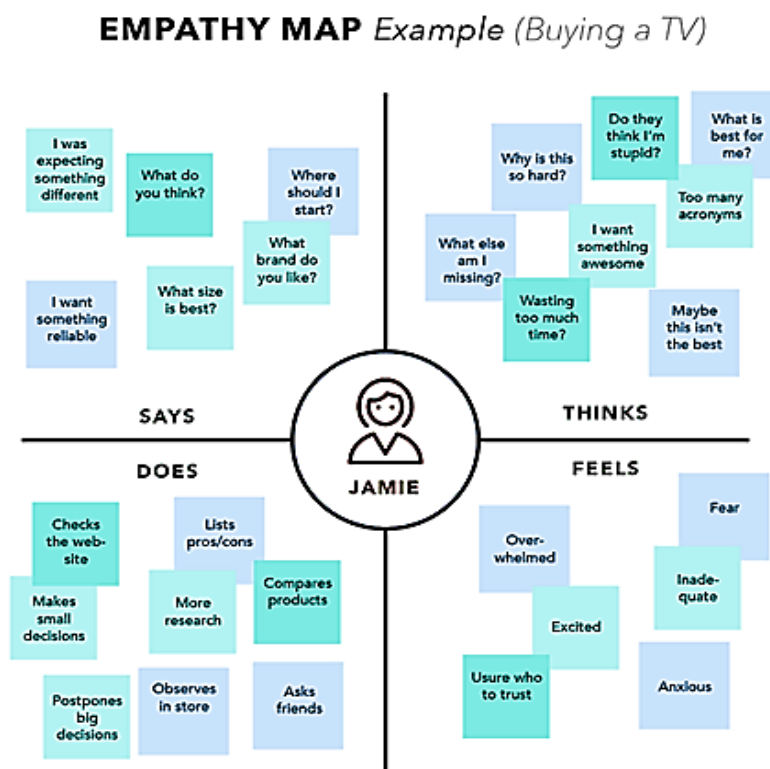 EMPATHY MAP Example (Buying a TV)
I was
expecting
something
different
What do
you think?
Where
should I
start?
What
brand do
you like?
I want
something
reliable
What size
is best?
SAYS
Why is this
so hard?
Do they
think I'm
stupid?
What is
best for
me?
Too many
acronyms
I want
something
awesome
What else
am I
missing?
Wasting
too much
time?
Maybe
this isn't
the best
THINKS
JAMIE
DOES
Checks
the web-
site
Lists
pros/cons
Compares
products
Makes
small
decisions
More
research
Postpones
big
decisions
Observes
in store
Asks
friends
FEELS
Over-
whelmed
Fear
Inade-
quate
Excited
Usure who
to trust
Anxious